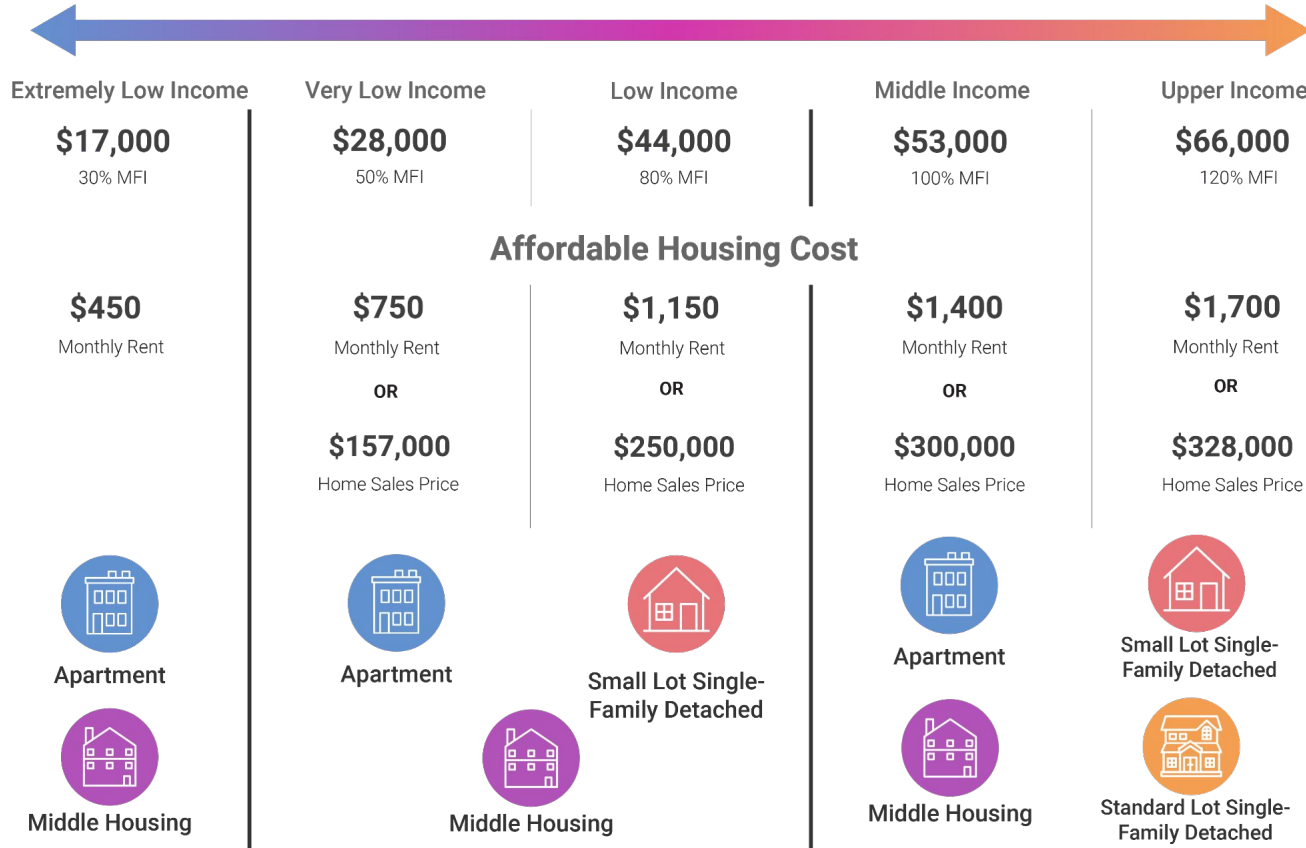 Extremely Low Income
Very Low Income
Low Income
Middle Income
Upper Income
$17,000
$28,000
$44,000
$53,000
$66,000
30% MFI
50% MFI
80% MFI
100% MFI
120% MFI
Affordable Housing Cost
$450
$750
$1,150
$1,400
$1,700
Monthly Rent
Monthly Rent
Monthly Rent
Monthly Rent
Monthly Rent
OR
OR
OR
OR
$157,000
$250,000
$300,000
$328,000
Home Sales Price
Home Sales Price
Home Sales Price
Home Sales Price
Apartment
Apartment
Small Lot Single-
Family Detached
Apartment
Small Lot Single-
Family Detached
Middle Housing
Middle Housing
Middle Housing
Standard Lot Single-
Family Detached